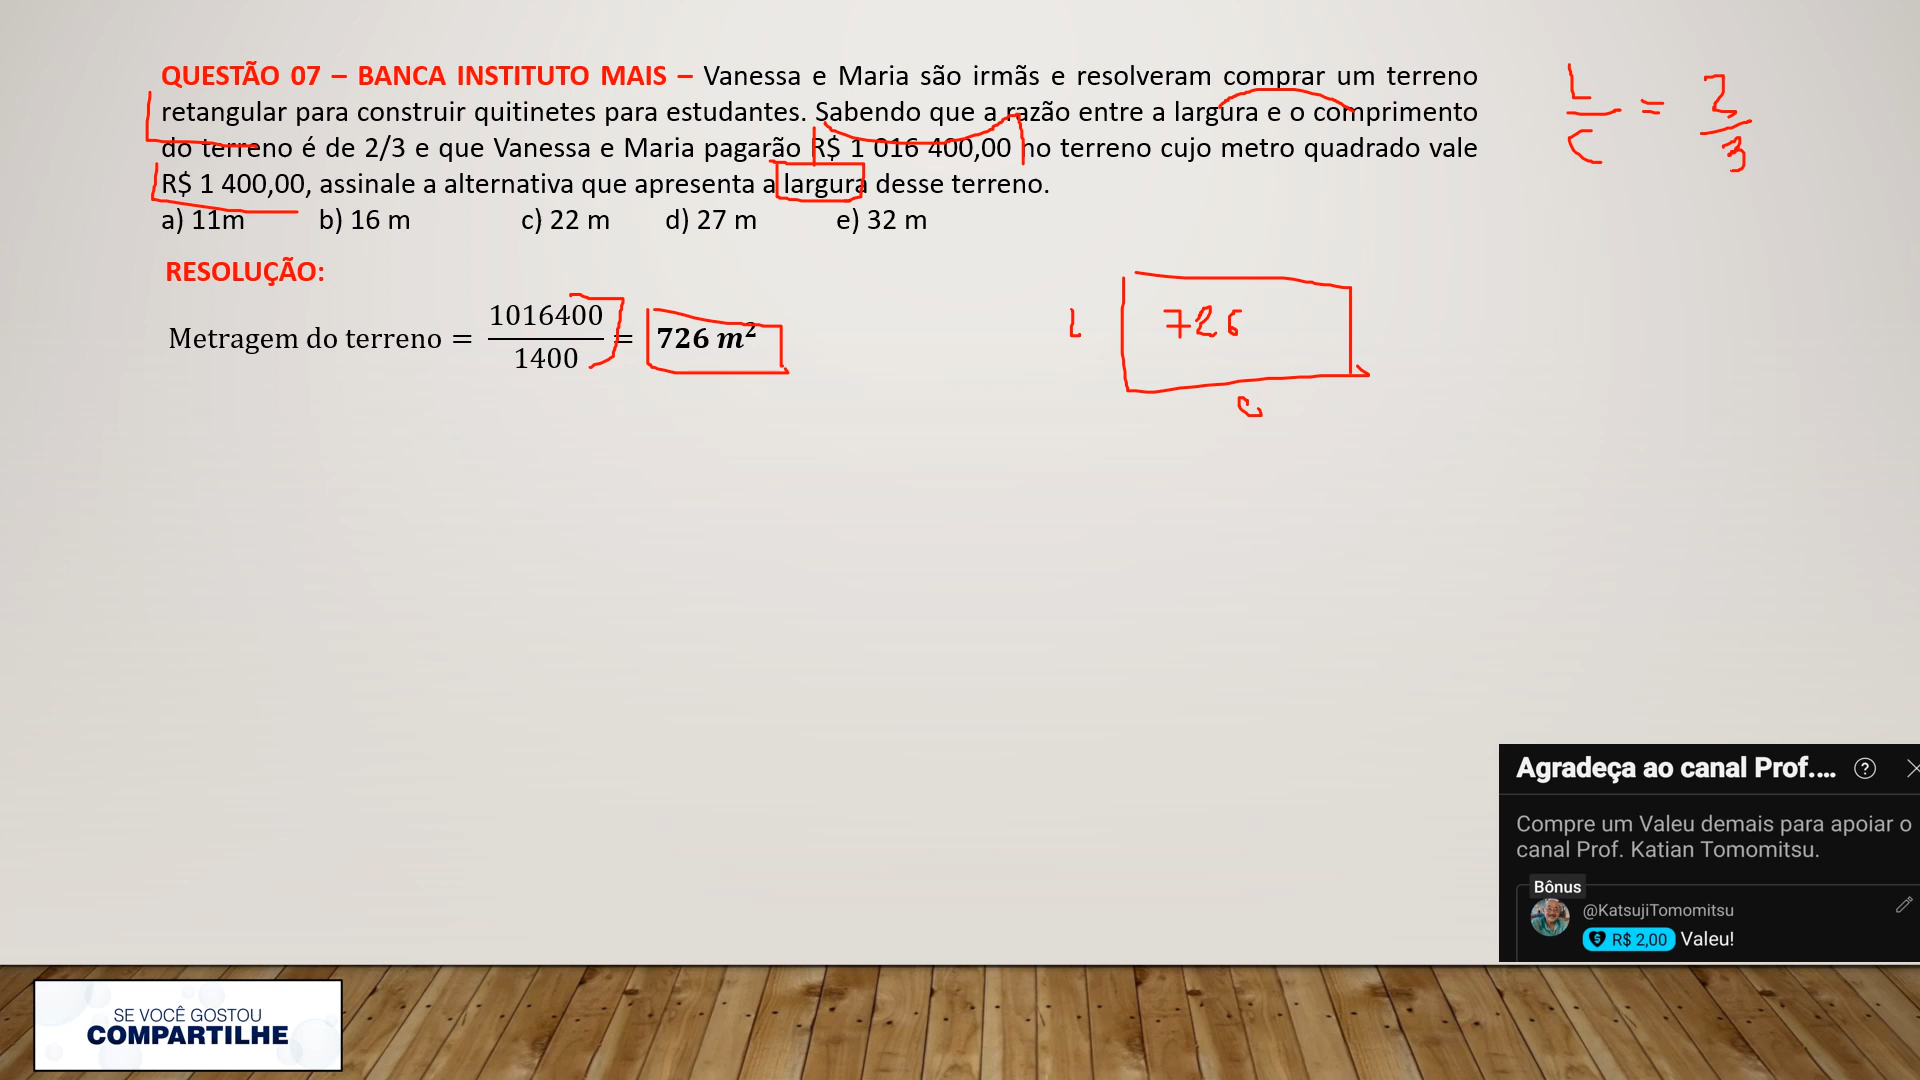 QUESTÃO 07 – BANCA INSTITUTO MAIS – Vanessa e Maria são irmãs e resolveram comprar um terreno
retangular para construir quitinetes para estudantes. Sabendo que a razão entre a largura e o comprimento
do terreno é de 2/3 e que Vanessa e Maria pagarão R$ 1 016 400,00 no terreno cujo metro quadrado vale
R$ 1 400,00, assinale a alternativa que apresenta a largura desse terreno.
a) 11m b) 16 m c) 22 m d) 27 m e) 32 m
L/C = 2/3
RESOLUÇÃO:
Metragem do terreno = 1016400/1400 = 726 m²
L
726
C
Agradeça ao canal Prof....
Compre um Valeu demais para apoiar o
canal Prof. Katian Tomomitsu.
Bônus
@KatsujiTomomitsu
R$ 2,00 Valeu!
SE VOCÊ GOSTOU
COMPARTILHE